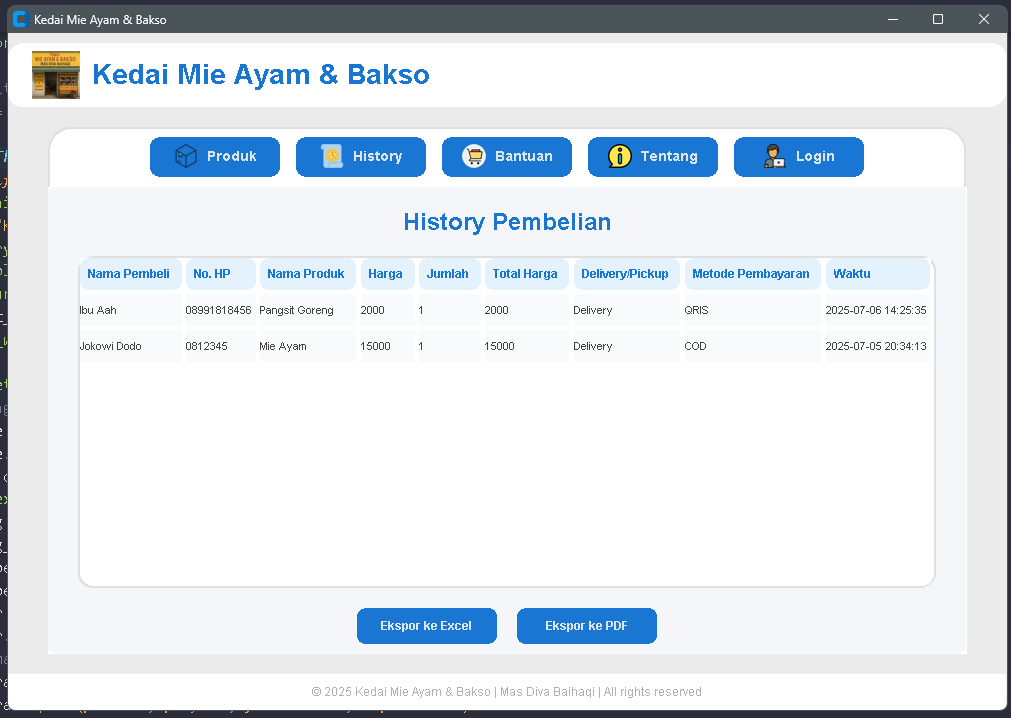 Kedai Mie Ayam & Bakso
Kedai Mie Ayam & Bakso
Produk History Bantuan Tentang Login
History Pembelian
Nama Pembeli No. HP Nama Produk Harga Jumlah Total Harga Delivery/Pickup Metode Pembayaran Waktu
Ibu Aah 08991818456 Pangsit Goreng 2000 1 2000 Delivery QRIS 2025-07-06 14:25:35
Jokowi Dodo 0812345 Mie Ayam 15000 1 15000 Delivery COD 2025-07-05 20:34:13
Ekspor ke Excel Ekspor ke PDF
© 2025 Kedai Mie Ayam & Bakso | Mas Diva Baihaqi | All rights reserved